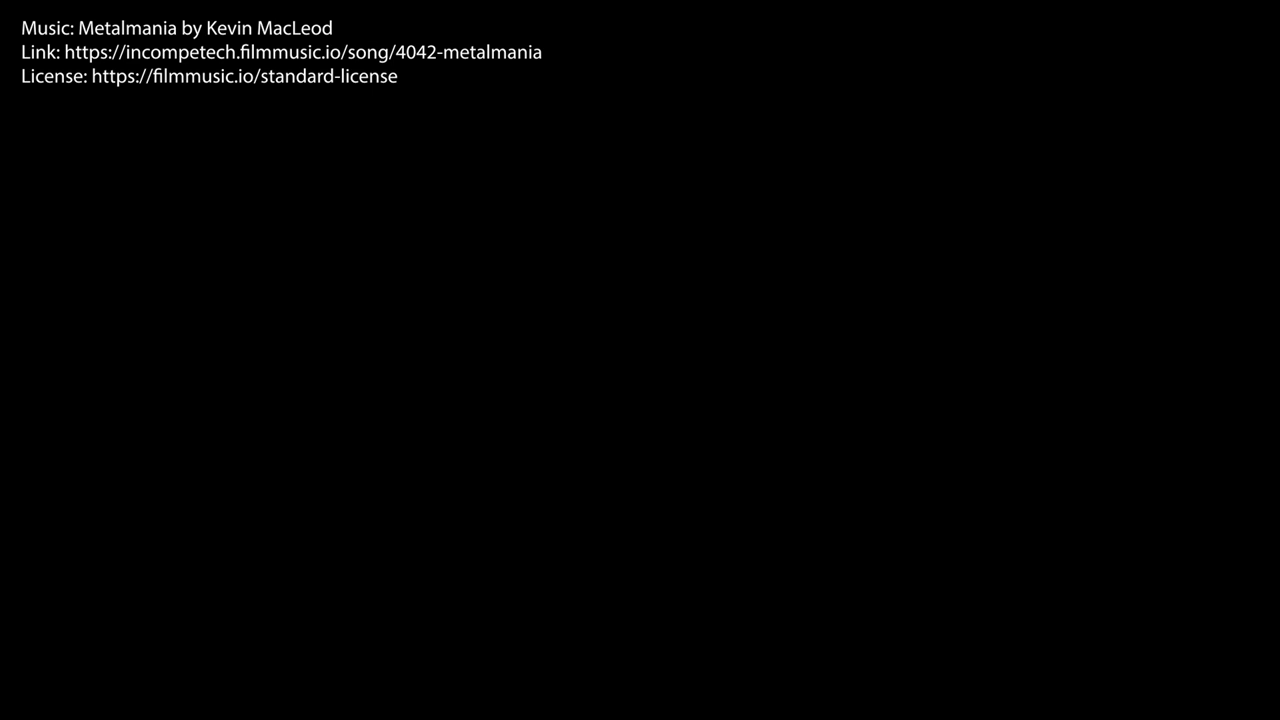 Music: Metalmania by Kevin MacLeod
Link: https://incompetech.filmmusic.io/song/4042-metalmania
License: https://filmmusic.io/standard-license